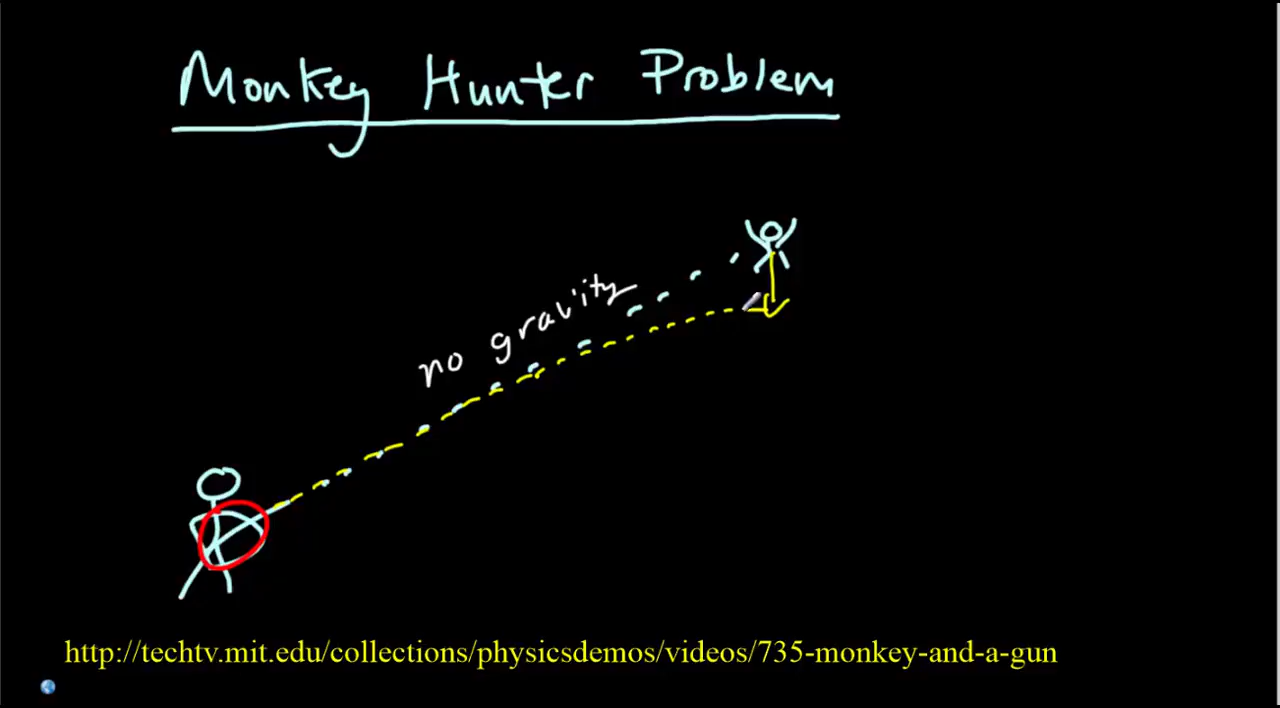 Monkey Hunter Problem
no gravity
http://techtv.mit.edu/collections/physicsdemos/videos/735-monkey-and-a-gun